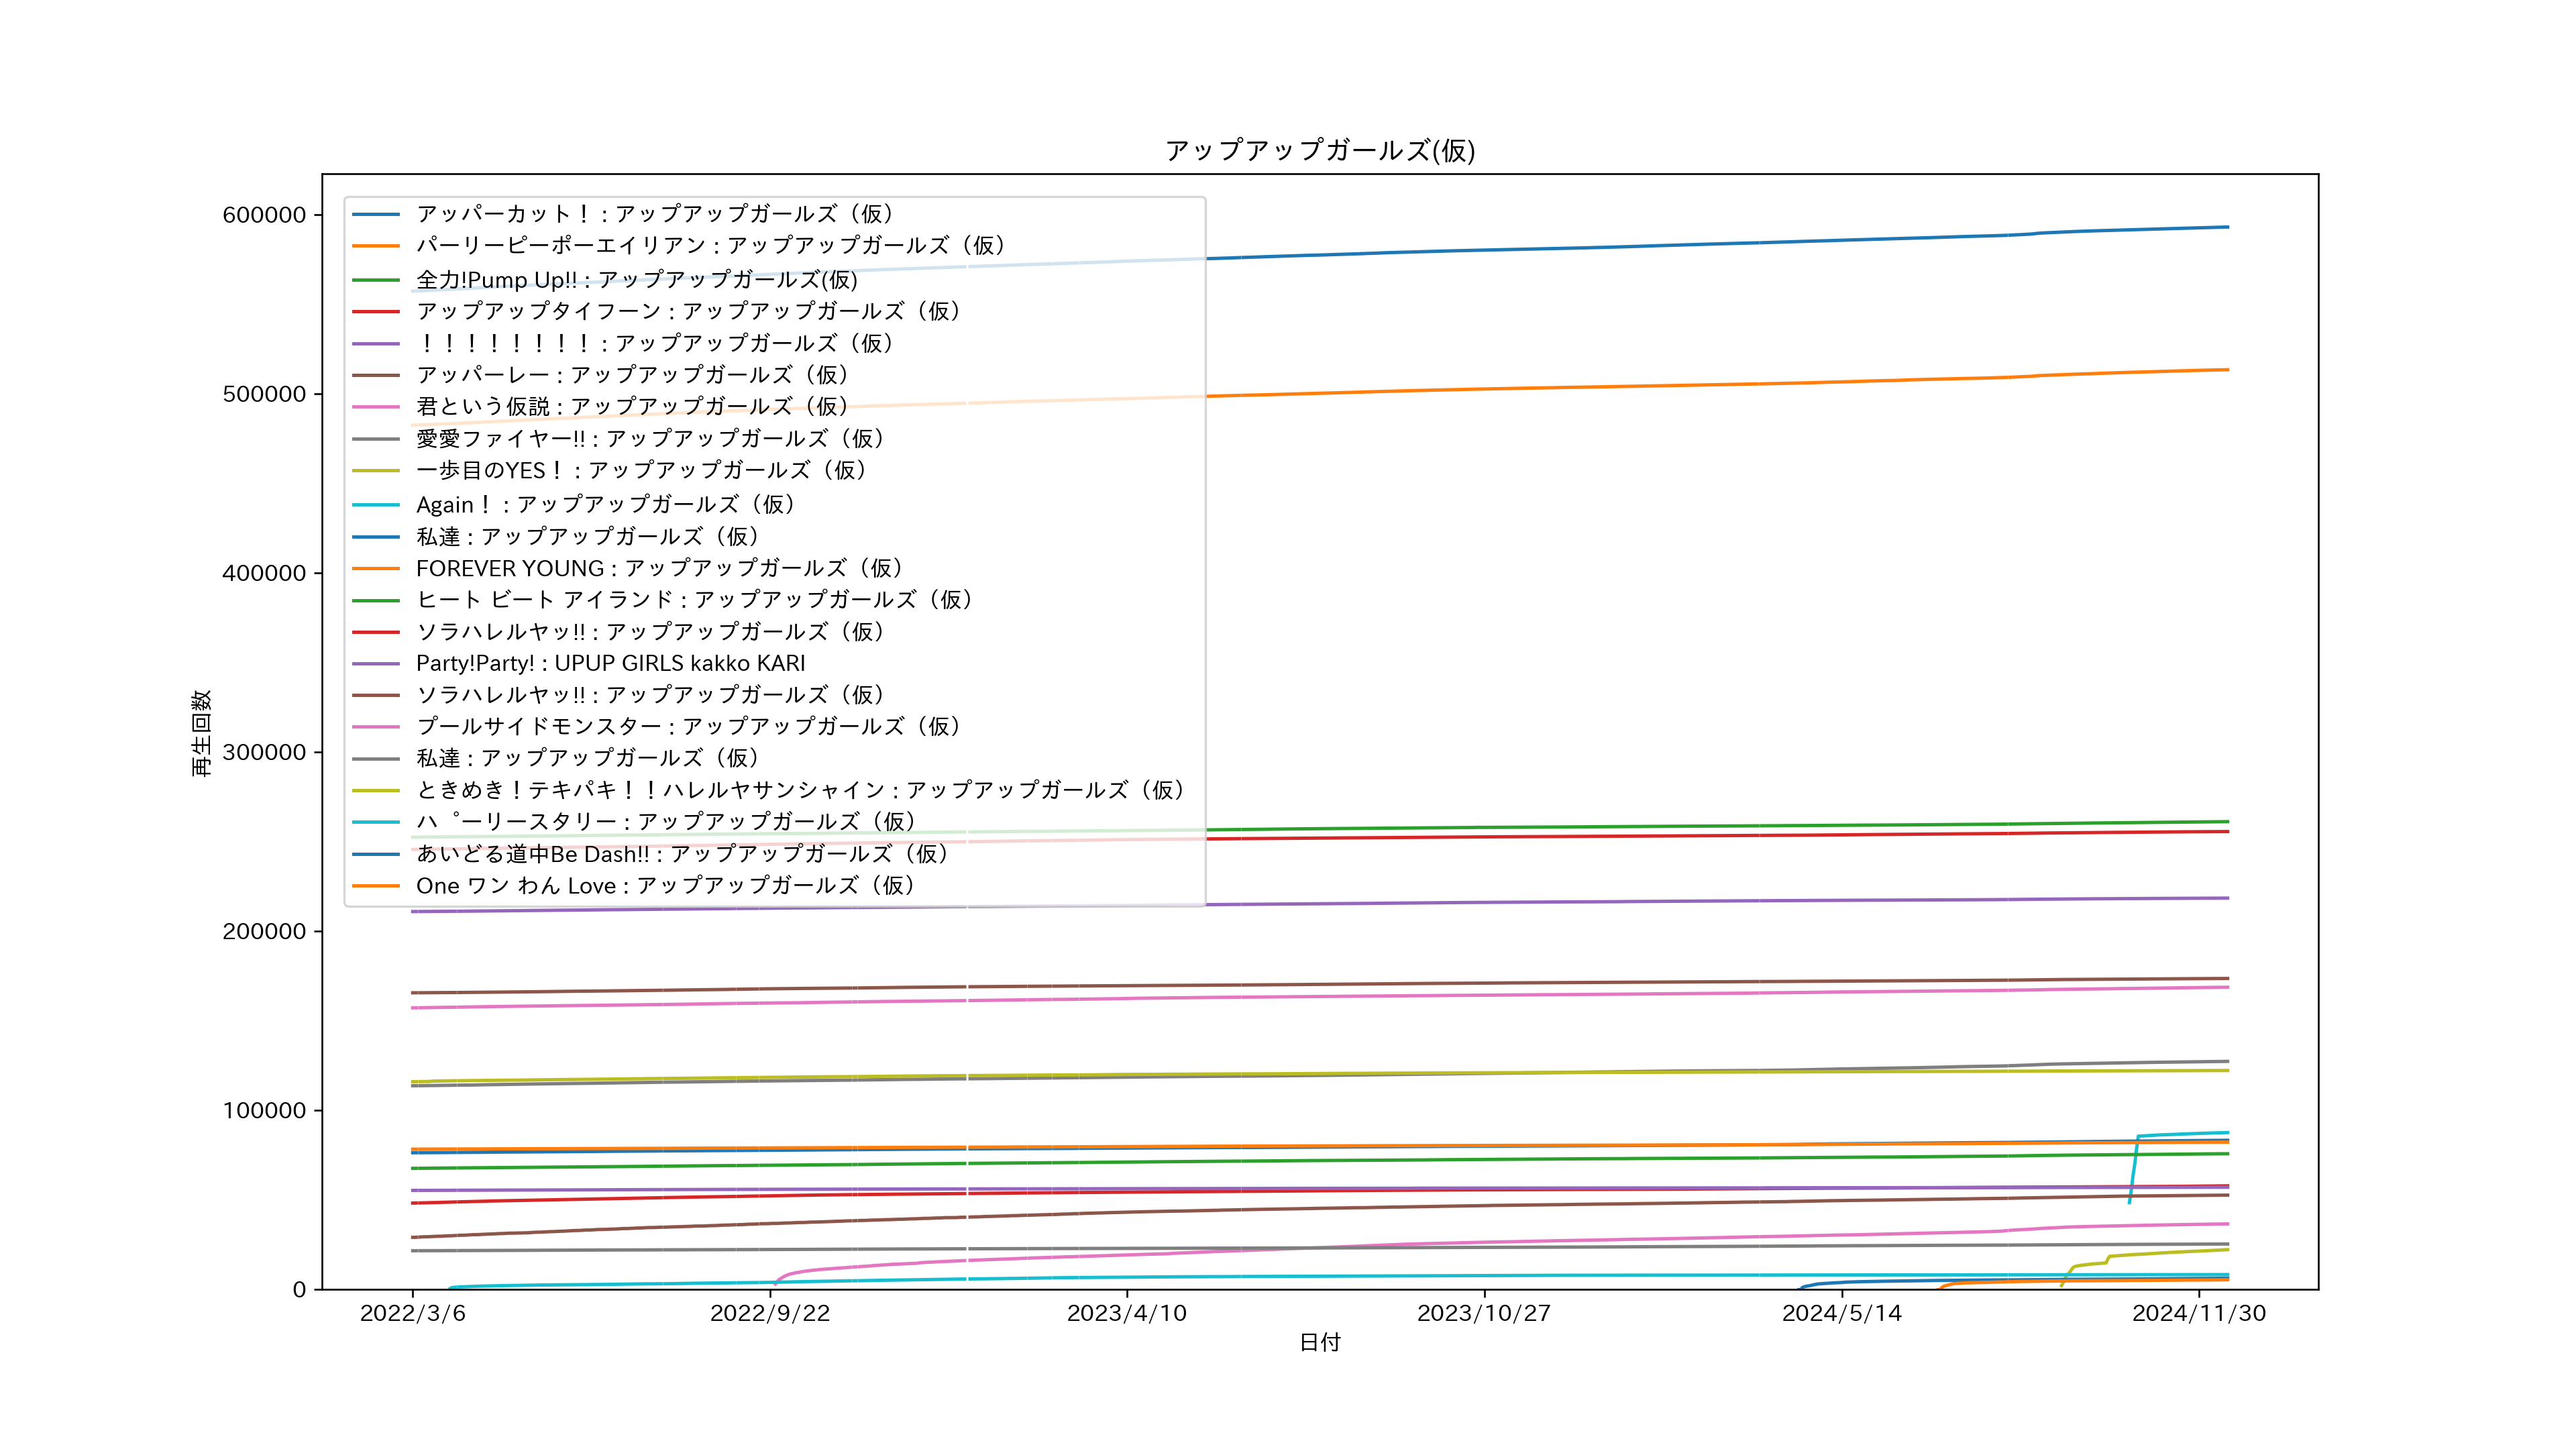 アップアップガールズ(仮)
600000
500000
400000
300000
200000
100000
0
再生回数
アッパーカット！ : アップアップガールズ（仮）
パーリーピーポーエイリアン : アップアップガールズ（仮）
全力!Pump Up!! : アップアップガールズ(仮)
アップアップタイフーン : アップアップガールズ（仮）
！！！！！！！！ : アップアップガールズ（仮）
アッパーレー : アップアップガールズ（仮）
君という仮説 : アップアップガールズ（仮）
愛愛ファイヤー!! : アップアップガールズ（仮）
一歩目のYES！ : アップアップガールズ（仮）
Again！ : アップアップガールズ（仮）
私達 : アップアップガールズ（仮）
FOREVER YOUNG : アップアップガールズ（仮）
ヒート ビート アイランド : アップアップガールズ（仮）
ソラハレルヤッ!! : アップアップガールズ（仮）
Party!Party! : UPUP GIRLS kakko KARI
ソラハレルヤッ!! : アップアップガールズ（仮）
プールサイドモンスター : アップアップガールズ（仮）
私達 : アップアップガールズ（仮）
ときめき！テキパキ！！ハレルヤサンシャイン : アップアップガールズ（仮）
ハ゜ーリースタリー : アップアップガールズ（仮）
あいどる道中Be Dash!! : アップアップガールズ（仮）
One ワン わん Love : アップアップガールズ（仮）
2022/3/6
2022/9/22
2023/4/10
2023/10/27
2024/5/14
2024/11/30
日付